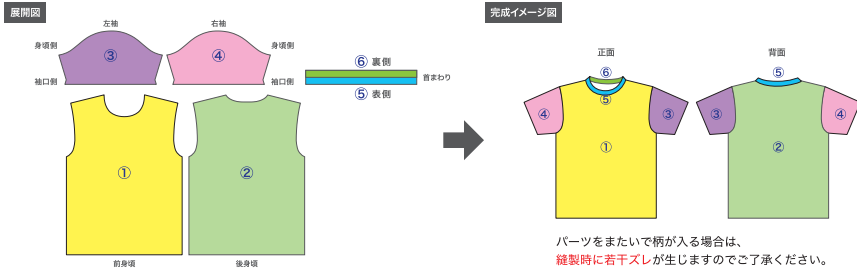 展開図
左袖
右袖
身頃側
③
④
身頃側
袖口側
袖口側
⑥ 裏側
首まわり
⑤ 表側
①
②
前身頃
後身頃
完成イメージ図
正面
背面
⑥
⑤
④
③
⑤
①
③
④
②
パーツをまたいで柄が入る場合は、
縫製時に若干ズレが生じますのでご了承ください。